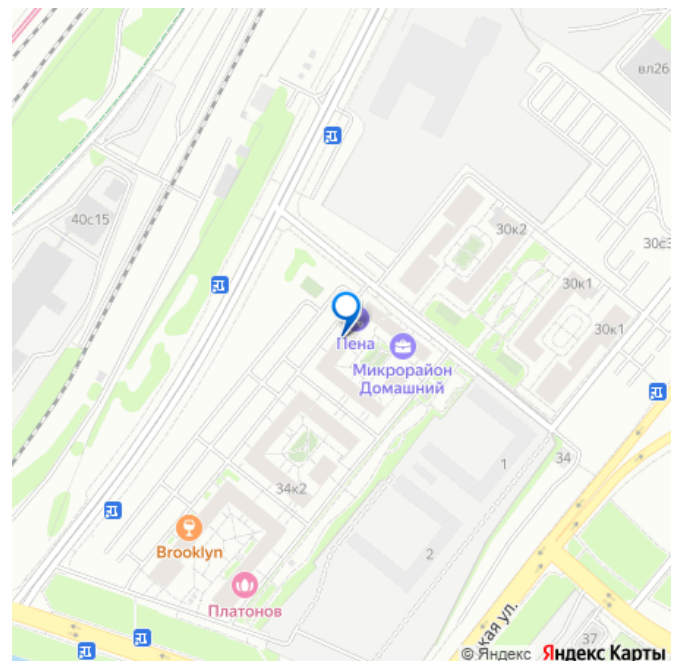 вл26
40с15
30к2
30с3
30к1
30к1
Пена
Микрорайон
Домашний
34
1
34к2
Brooklyn
2
Платонов
кая ул.
37
© Яндекс Яндекс Карты